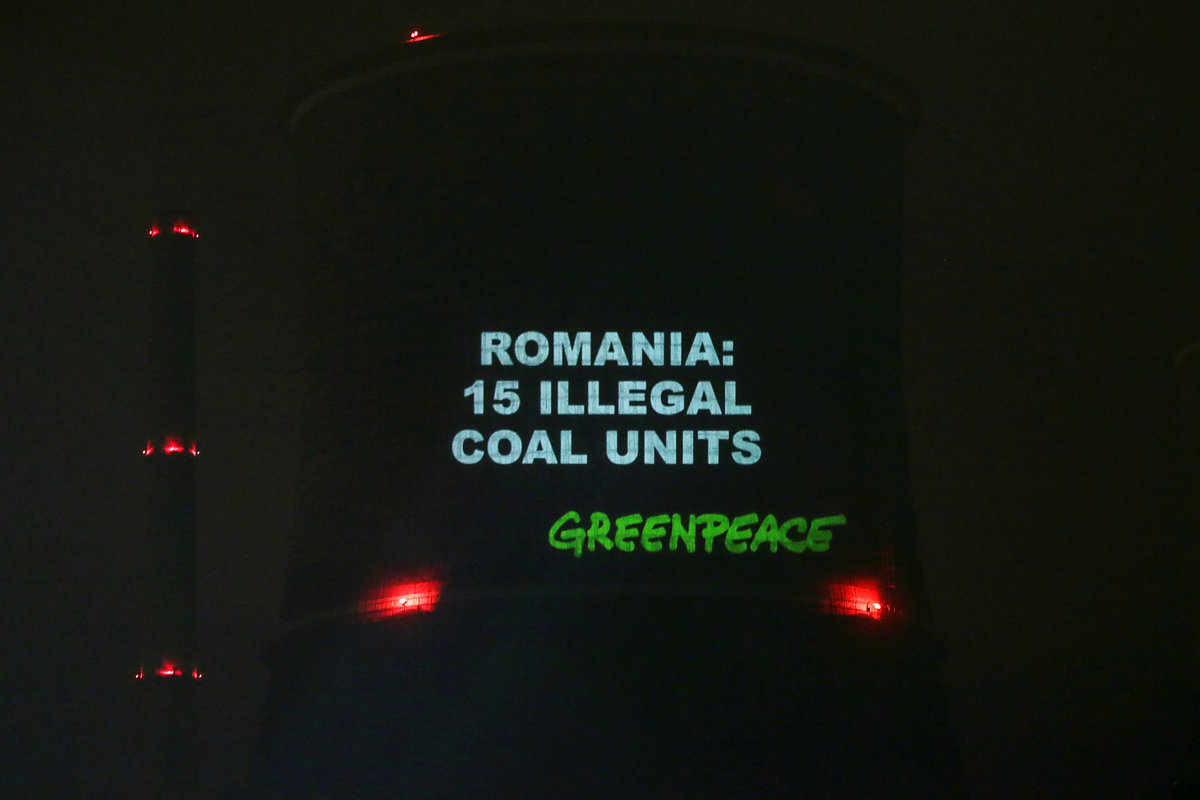 ROMANIA:
15 ILLEGAL
COAL UNITS
GREENPEACE